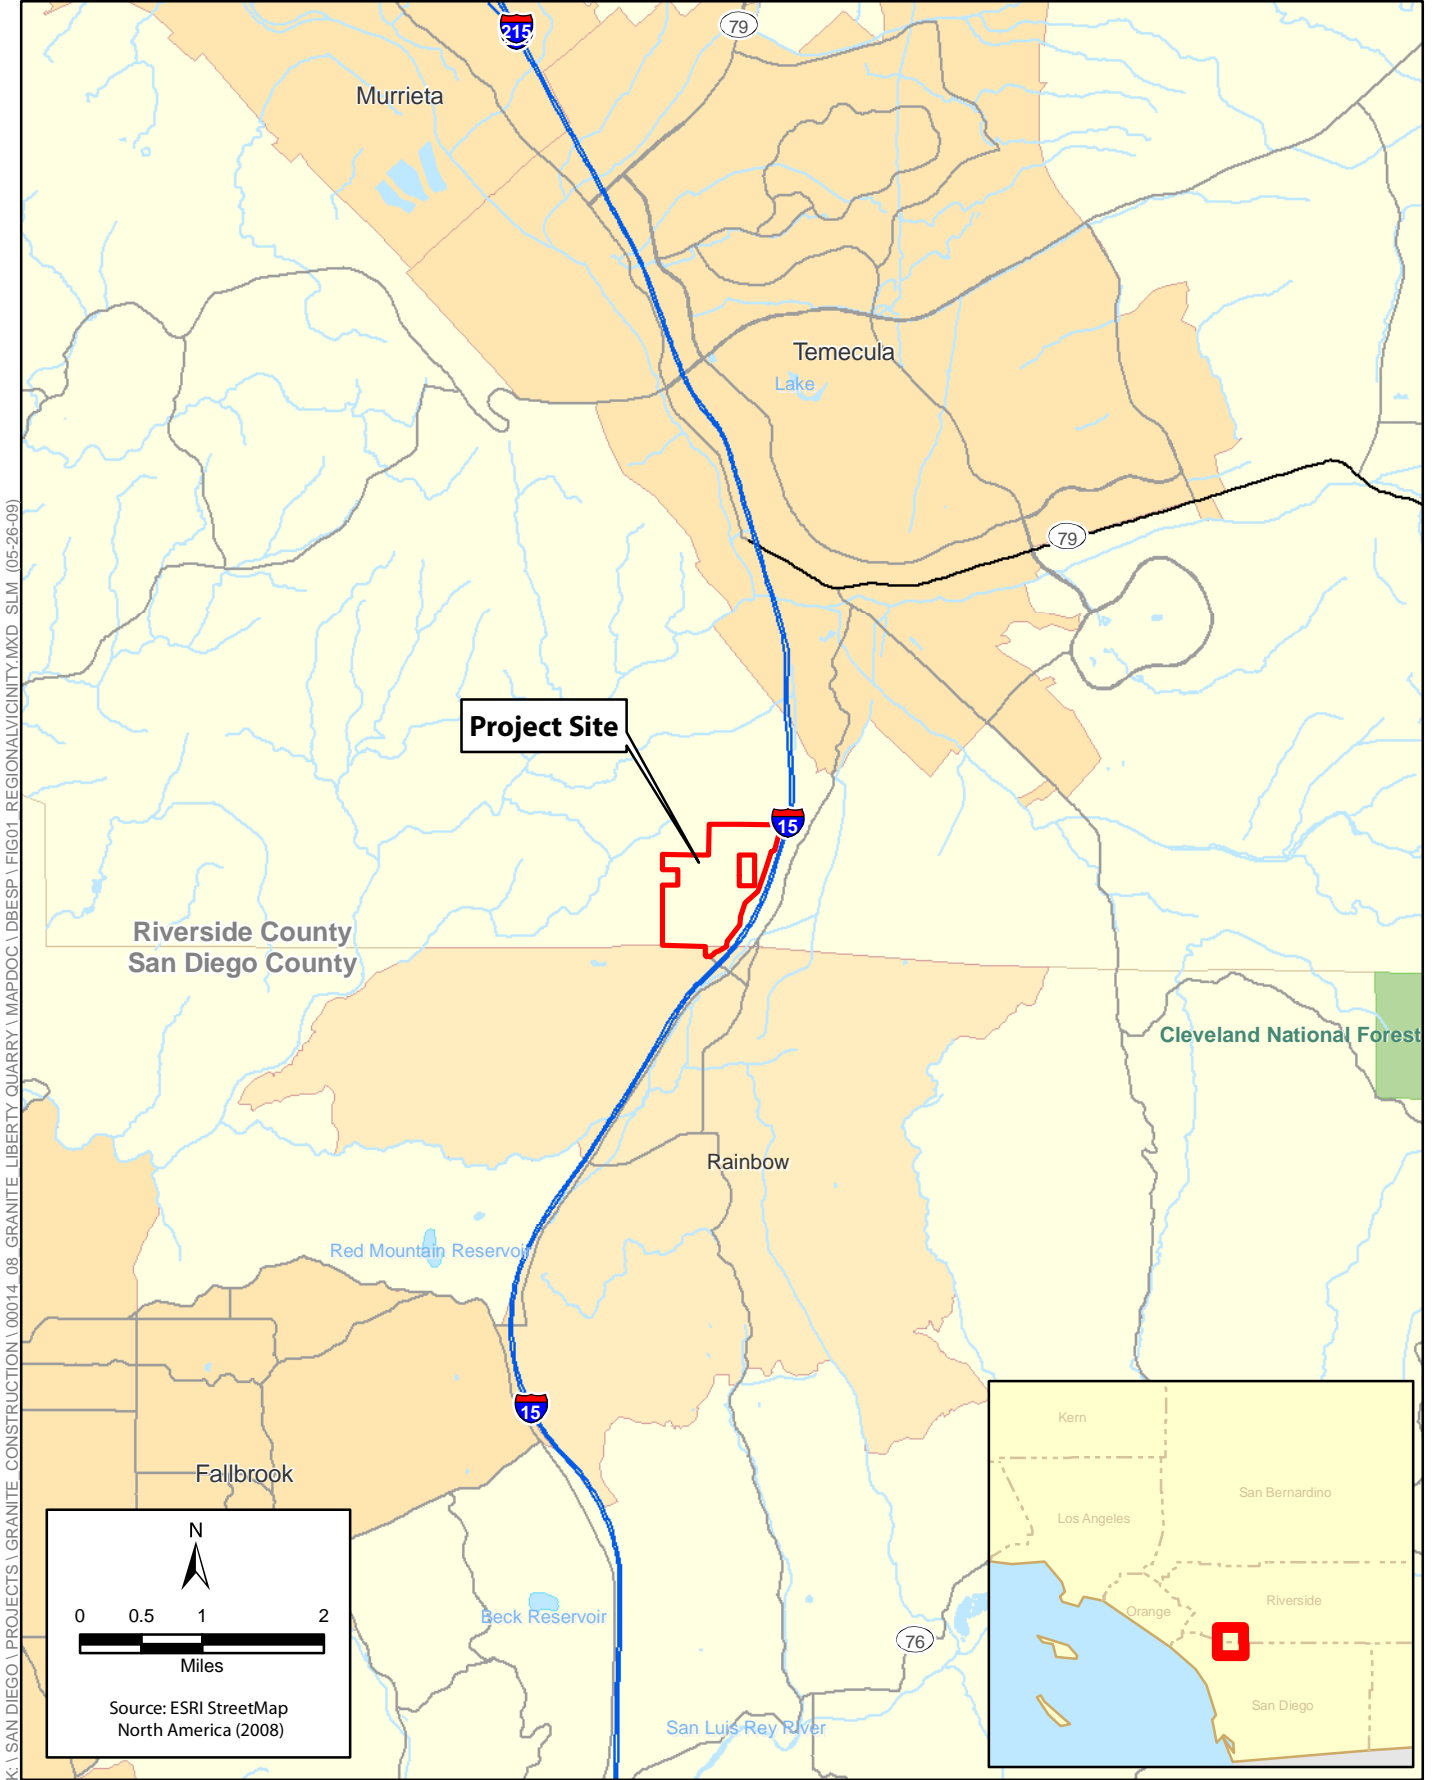 215
79
Murrieta
Temecula
Lake
79
Project Site
15
Riverside County
San Diego County
Cleveland National Forest
Rainbow
Red Mountain Reservoir
15
Fallbrook
Beck Reservoir
76
San Luis Rey River
N
0 0.5 1 2
Miles
Source: ESRI StreetMap
North America (2008)
Kern
San Bernardino
Los Angeles
Orange
Riverside
San Diego
K: \ SAN DIEGO \ PROJECTS \ GRANITE_CONSTRUCTION \ 00014_08_GRANITE_LIBERTY_QUARRY \ MAPDOC \ DBESP \ FIG01_REGIONALVICINITY.MXD SLM (05-26-09)